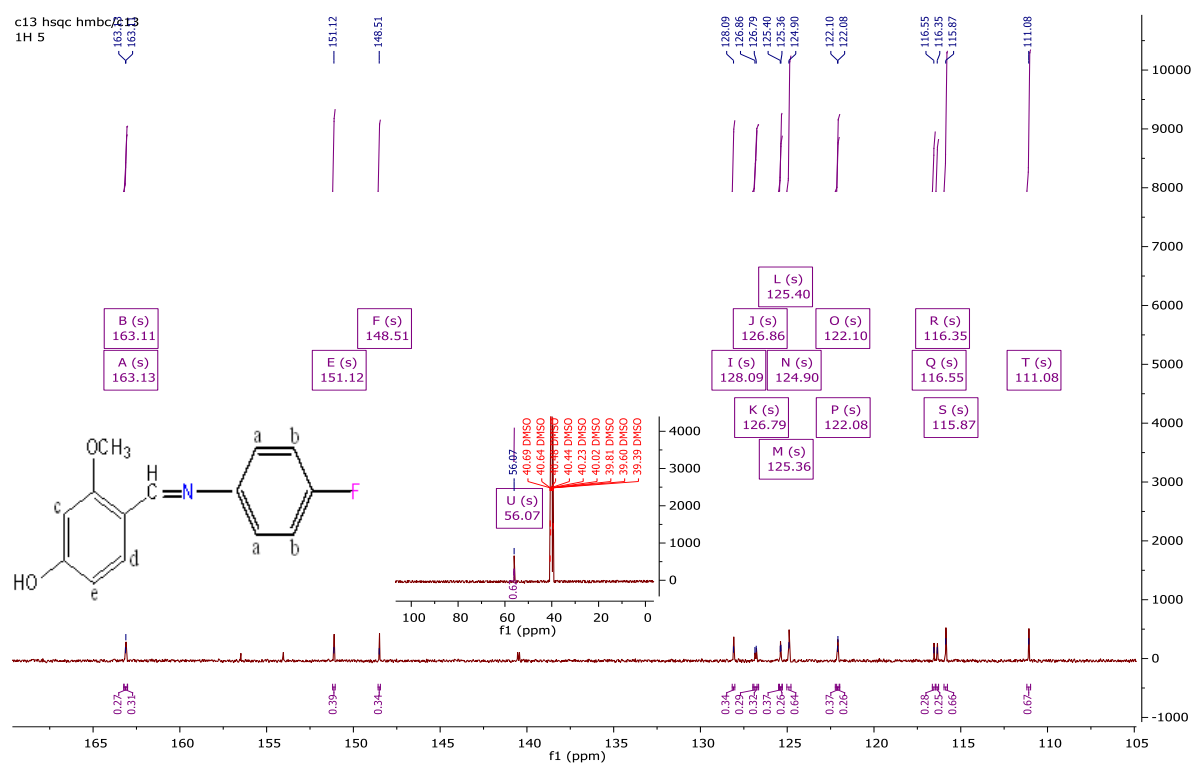 c13 hsqc hmbc/c13
1H 5
163.13
163.11
151.12
148.51
128.09
126.86
126.79
125.40
125.36
124.90
122.10
122.08
116.55
116.35
115.87
111.08
10000
9000
8000
7000
6000
5000
4000
3000
2000
1000
0
-1000
L (s)
125.40
B (s)
163.11
F (s)
148.51
J (s)
126.86
O (s)
122.10
R (s)
116.35
A (s)
163.13
E (s)
151.12
I (s)
128.09
N (s)
124.90
Q (s)
116.55
T (s)
111.08
K (s)
126.79
P (s)
122.08
S (s)
115.87
M (s)
125.36
OCH3
H
C=N
F
HO
a
b
a
b
c
d
e
56.07
40.69 DMSO
40.64 DMSO
40.48 DMSO
40.44 DMSO
40.23 DMSO
40.02 DMSO
39.81 DMSO
39.60 DMSO
39.39 DMSO
U (s)
56.07
4000
3000
2000
1000
0
100 80 60 40 20 0
f1 (ppm)
0.27
0.31
0.39
0.34
0.34
0.29
0.32
0.37
0.26
0.64
0.37
0.26
0.28
0.25
0.66
0.67
165 160 155 150 145 140 135 130 125 120 115 110 105
f1 (ppm)